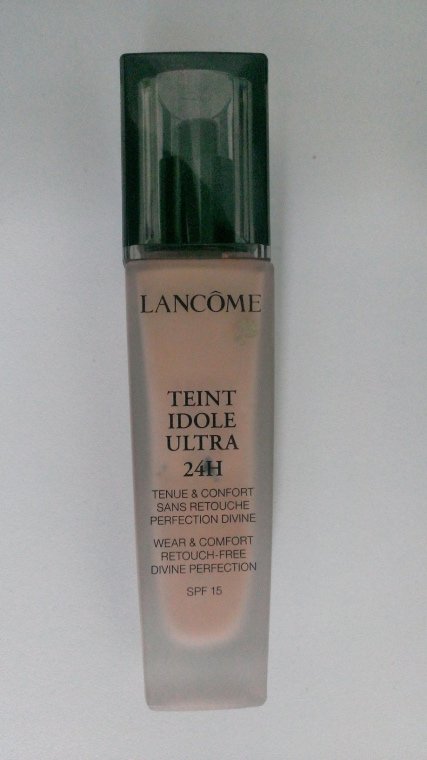 LANCÔME
TEINT
IDOLE
ULTRA
24H
TENUE & CONFORT
SANS RETOUCHE
PERFECTION DIVINE
WEAR & COMFORT
RETOUCH-FREE
DIVINE PERFECTION
SPF 15